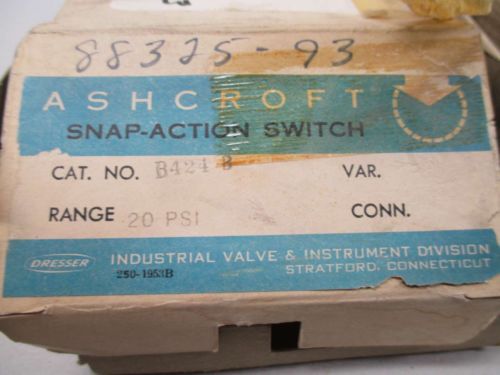 88325-93
ASHCROFT
SNAP-ACTION SWITCH
CAT. NO. B424 B VAR.
RANGE 20 PSI CONN.
DRESSER INDUSTRIAL VALVE & INSTRUMENT DIVISION
250-1953B STRATFORD, CONNECTICUT